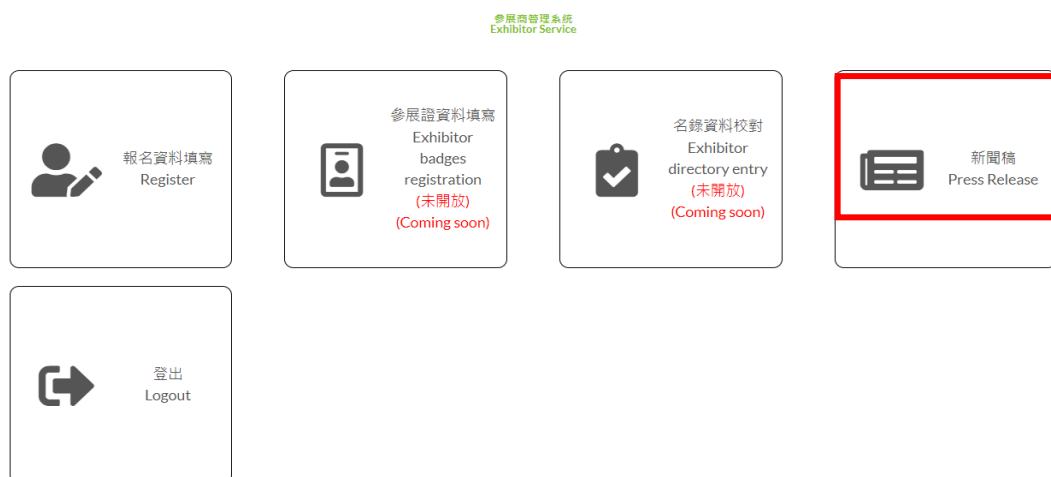 參展商管理系統
Exhibitor Service
報名資料填寫
Register
參展證資料填寫
Exhibitor
badges
registration
(未開放)
(Coming soon)
名錄資料校對
Exhibitor
directory entry
(未開放)
(Coming soon)
新聞稿
Press Release
登出
Logout